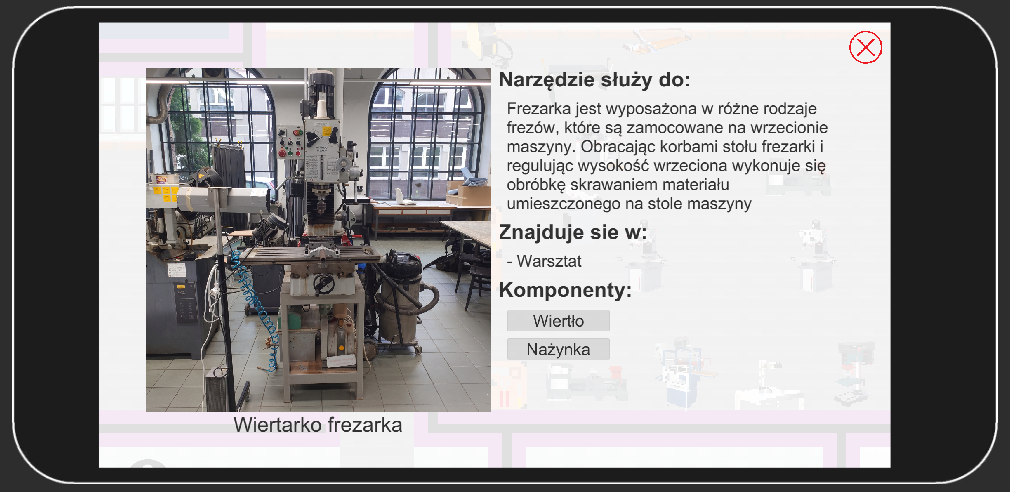 Narzędzie służy do:
Frezarka jest wyposażona w różne rodzaje
frezów, które są zamocowane na wrzecionie
maszyny. Obracając korbami stołu frezarki i
regulując wysokość wrzeciona wykonuje się
obróbkę skrawaniem materiału
umieszczonego na stole maszyny
Znajduje sie w:
- Warsztat
Komponenty:
Wiertło
Nażynka
Wiertarko frezarka